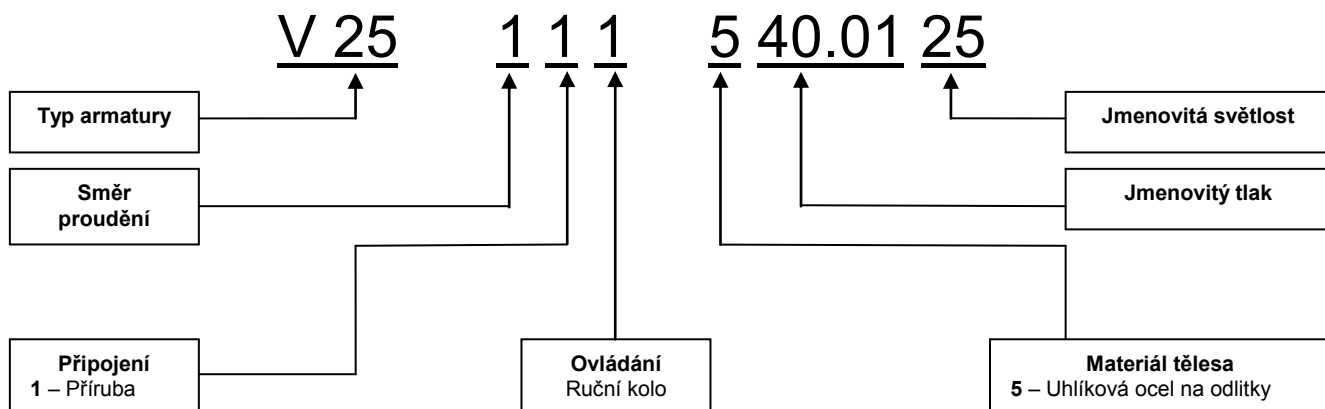 V 25 1 1 1 5 40.01 25
Typ armatury
Jmenovitá světlost
Směr
proudění
Jmenovitý tlak
Připojení
1 – Příruba
Ovládání
Ruční kolo
Materiál tělesa
5 – Uhlíková ocel na odlitky